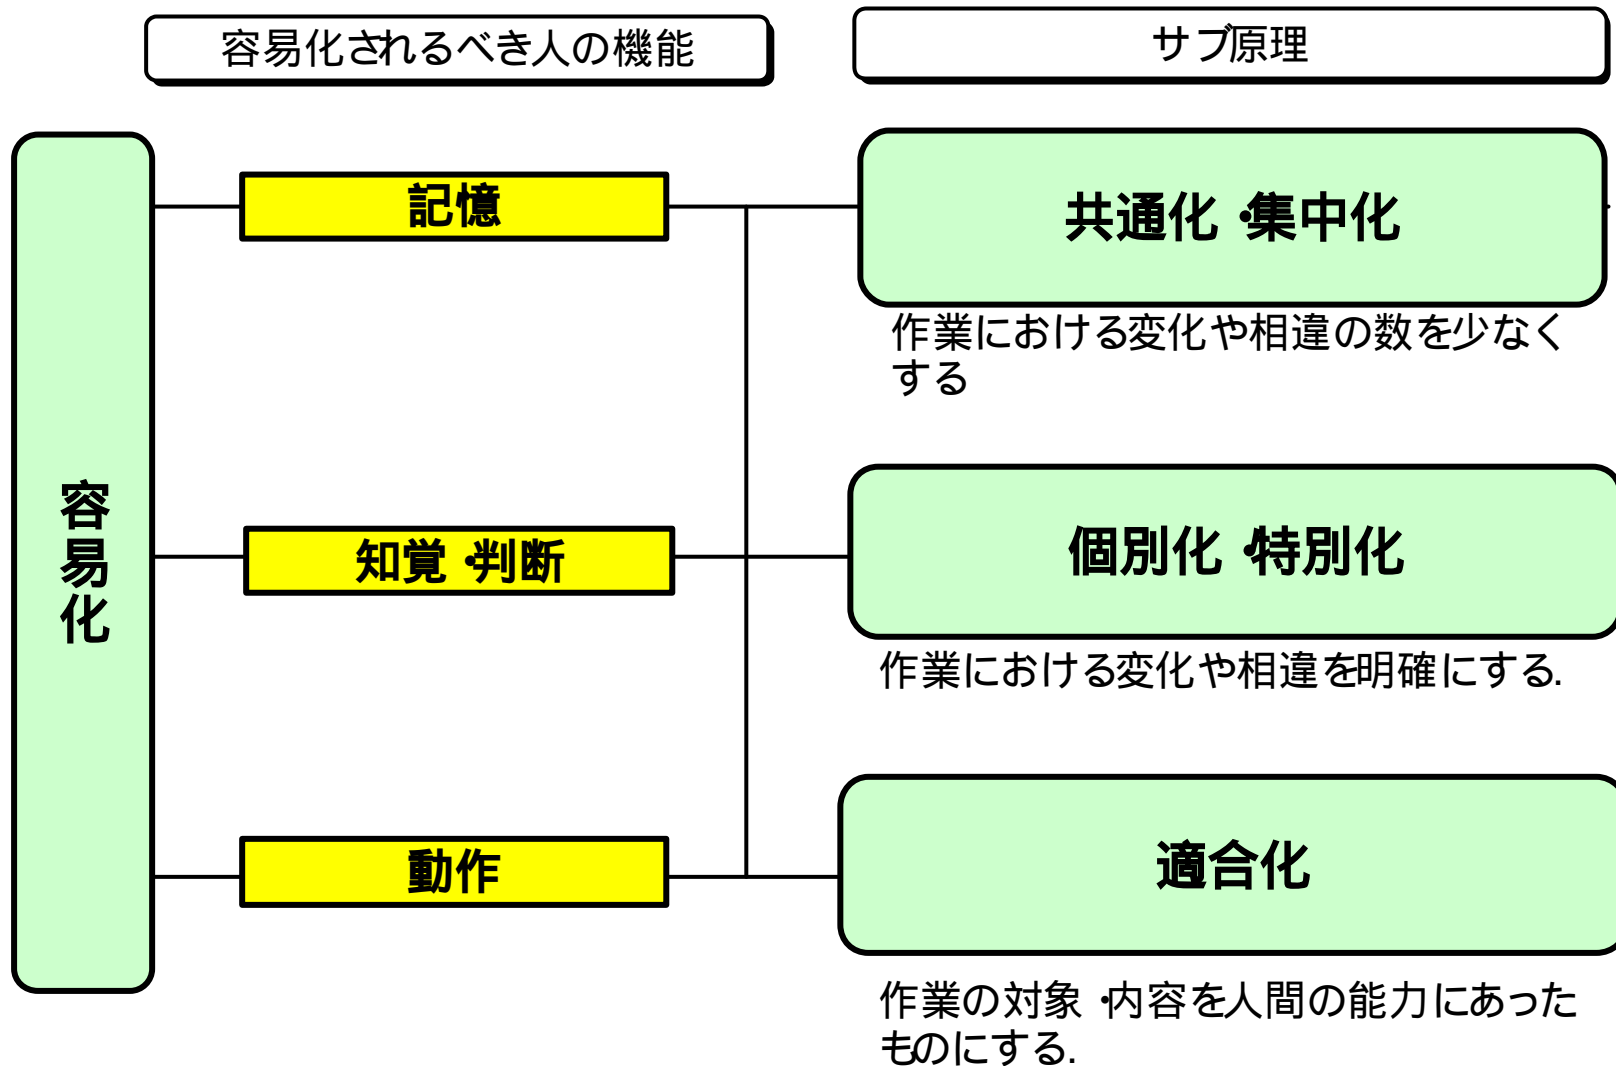 容易化されるべき人の機能
サブ原理
容易化
記憶
共通化・集中化
作業における変化や相違の数を少なく
する
知覚・判断
個別化・特別化
作業における変化や相違を明確にする.
動作
適合化
作業の対象・内容を人間の能力にあった
ものにする.